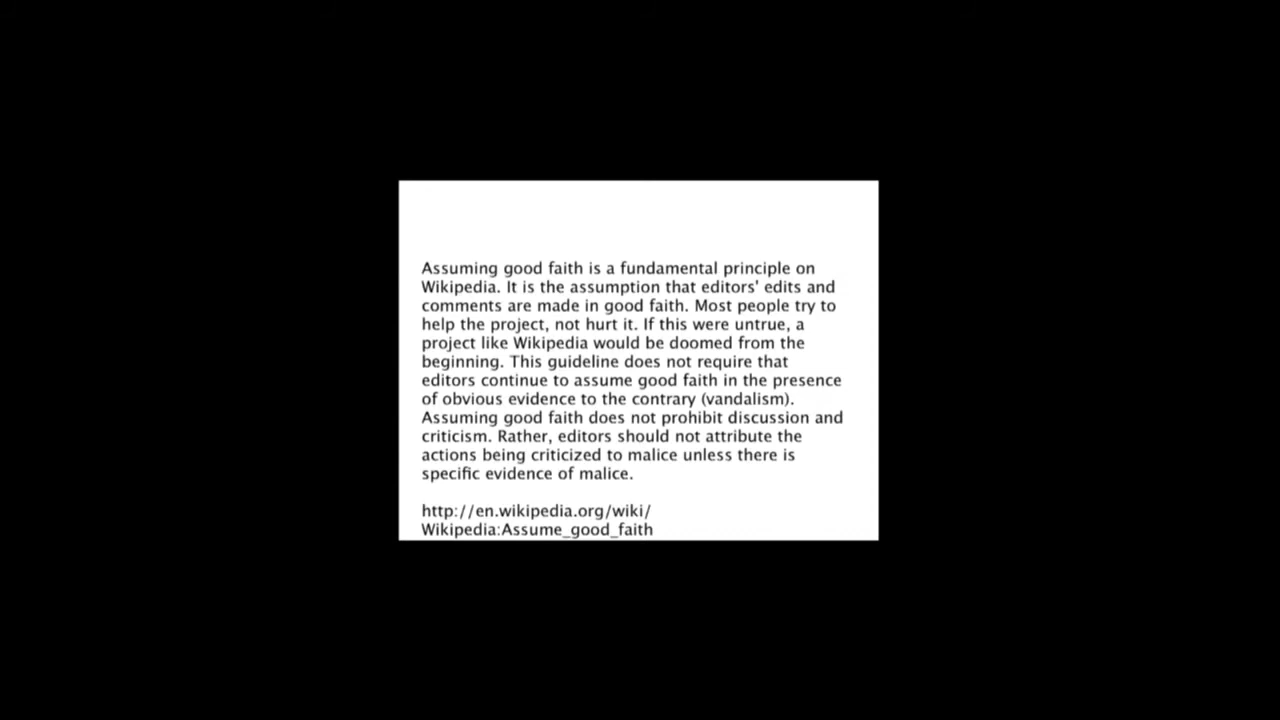 Assuming good faith is a fundamental principle on
Wikipedia. It is the assumption that editors' edits and
comments are made in good faith. Most people try to
help the project, not hurt it. If this were untrue, a
project like Wikipedia would be doomed from the
beginning. This guideline does not require that
editors continue to assume good faith in the presence
of obvious evidence to the contrary (vandalism).
Assuming good faith does not prohibit discussion and
criticism. Rather, editors should not attribute the
actions being criticized to malice unless there is
specific evidence of malice.
http://en.wikipedia.org/wiki/
Wikipedia:Assume_good_faith